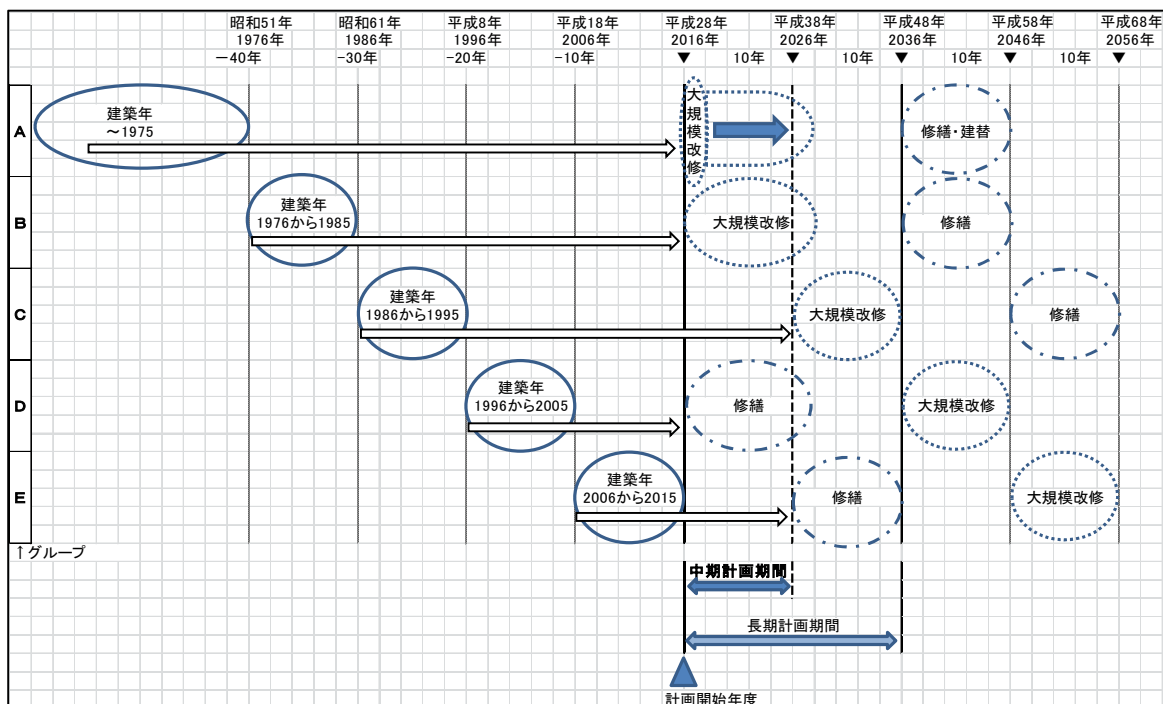 昭和51年 昭和61年 平成8年 平成18年 平成28年 平成38年 平成48年 平成58年 平成68年
1976年 1986年 1996年 2006年 2016年 2026年 2036年 2046年 2056年
−40年 -30年 -20年 -10年 ▼ 10年 ▼ 10年 ▼ 10年 ▼ 10年 ▼
A
建築年
～1975
大規模改修
修繕・建替
B
建築年
1976から1985
大規模改修
修繕
C
建築年
1986から1995
大規模改修
修繕
D
建築年
1996から2005
修繕
大規模改修
E
建築年
2006から2015
修繕
大規模改修
↑グループ
中期計画期間
長期計画期間
計画開始年度